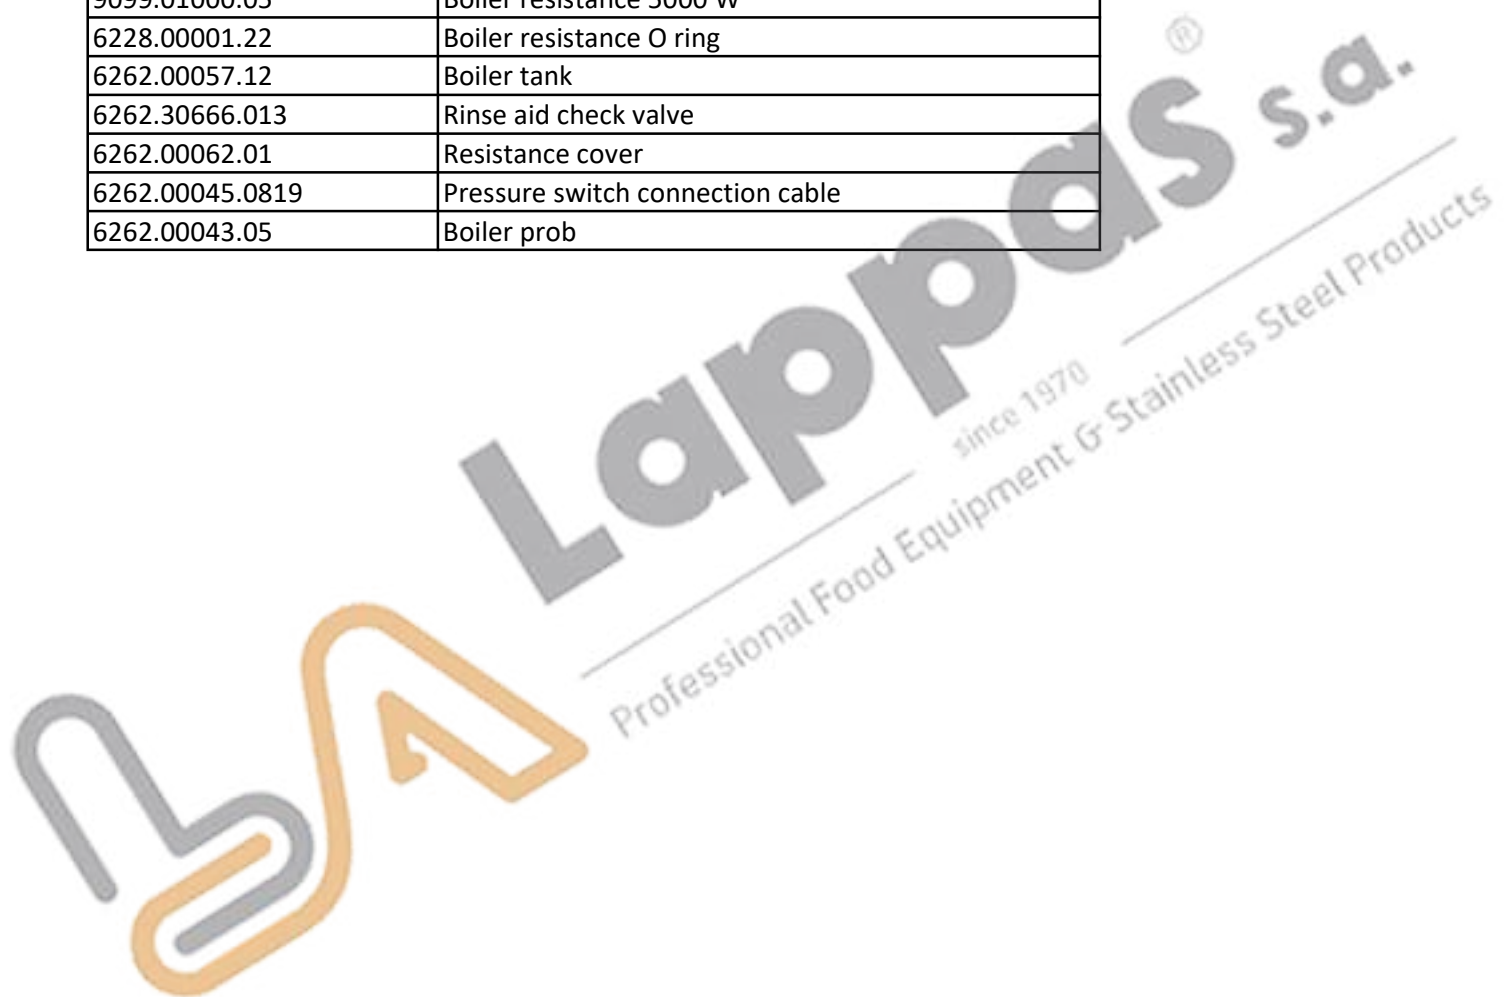 6228.00001.22 Boiler resistance O ring
6262.00057.12 Boiler tank
6262.30666.013 Rinse aid check valve
6262.00062.01 Resistance cover
6262.00045.0819 Pressure switch connection cable
6262.00043.05 Boiler prob
Lappas s.a. ®
since 1970
Professional Food Equipment & Stainless Steel Products